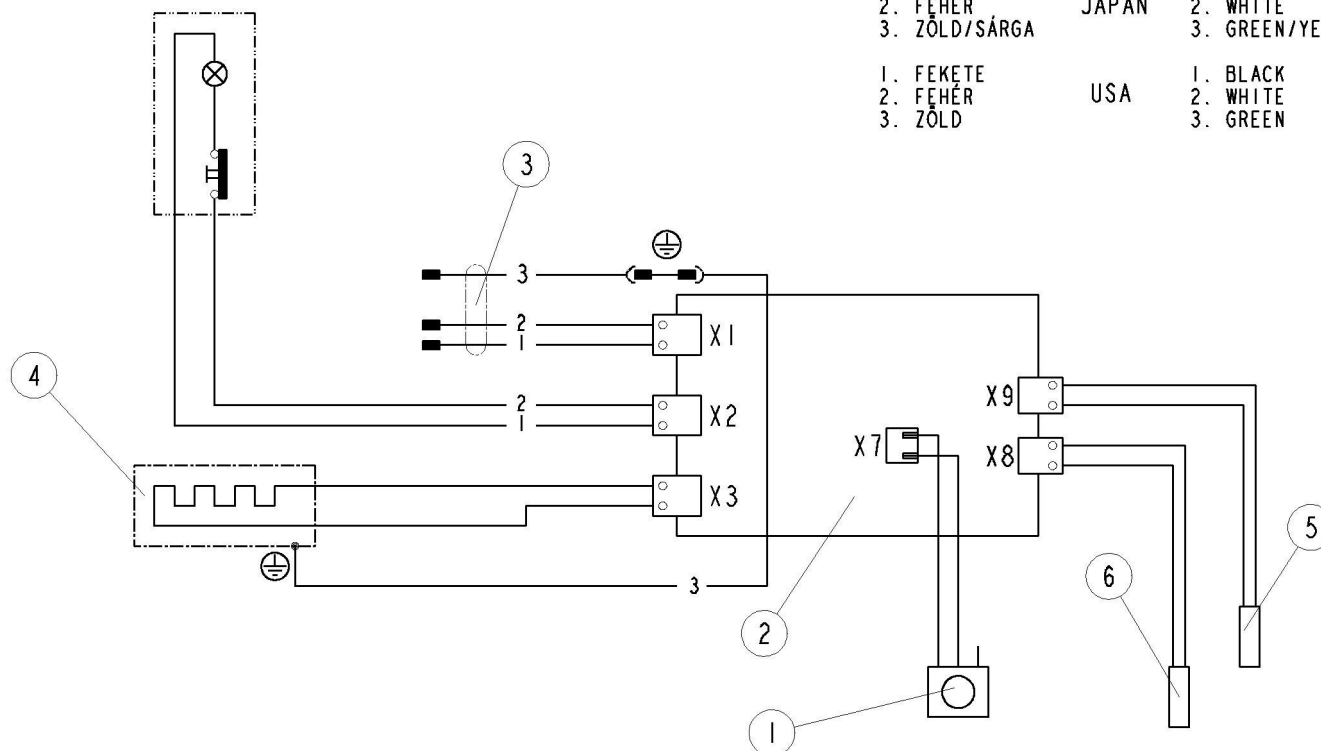 2. FEHÉR JAPÁN 2. WHITE
3. ZÖLD/SÁRGA 3. GREEN/YE
1. FEKETE 1. BLACK
2. FEHÉR USA 2. WHITE
3. ZÖLD 3. GREEN
3
3
2
1
X1
4
2
1
X2
X9
X7
X8
X3
5
3
6
2
1